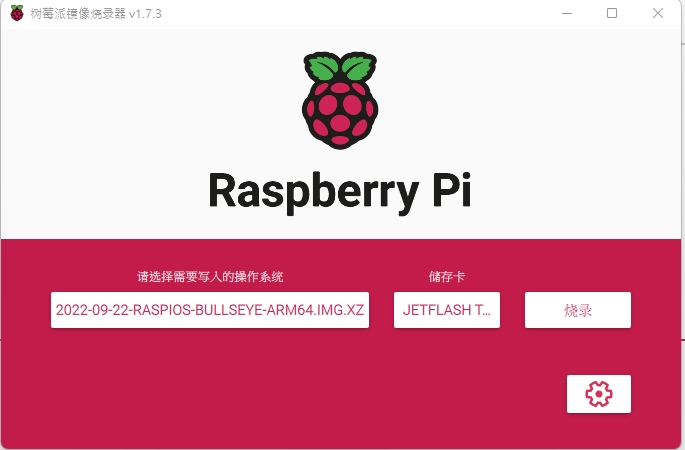 树莓派镜像烧录器 v1.7.3
Raspberry Pi
请选择需要写入的操作系统
储存卡
2022-09-22-RASPIOS-BULLSEYE-ARM64.IMG.XZ
JETFLASH T...
烧录